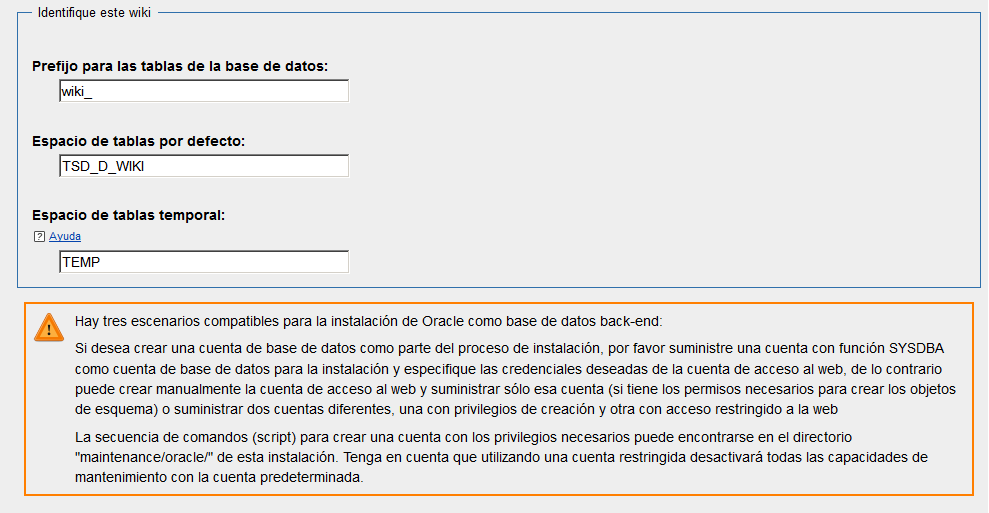 Identifique este wiki
Prefijo para las tablas de la base de datos:
wiki_
Espacio de tablas por defecto:
TSD_D_WIKI
Espacio de tablas temporal:
? Ayuda
TEMP
Hay tres escenarios compatibles para la instalación de Oracle como base de datos back-end:
Si desea crear una cuenta de base de datos como parte del proceso de instalación, por favor suministre una cuenta con función SYSDBA
como cuenta de base de datos para la instalación y especifique las credenciales deseadas de la cuenta de acceso al web, de lo contrario
puede crear manualmente la cuenta de acceso al web y suministrar sólo esa cuenta (si tiene los permisos necesarios para crear los objetos
de esquema) o suministrar dos cuentas diferentes, una con privilegios de creación y otra con acceso restringido a la web
La secuencia de comandos (script) para crear una cuenta con los privilegios necesarios puede encontrarse en el directorio
"maintenance/oracle/" de esta instalación. Tenga en cuenta que utilizando una cuenta restringida desactivará todas las capacidades de
mantenimiento con la cuenta predeterminada.